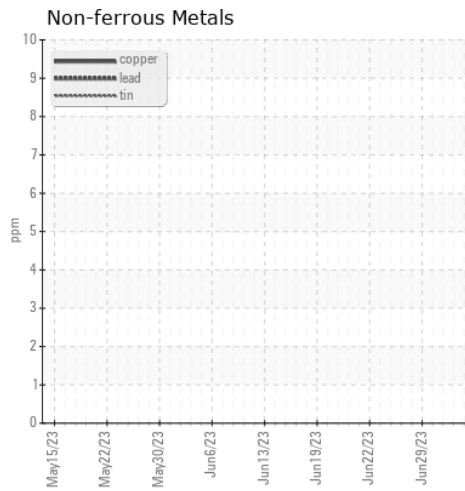 Non-ferrous Metals
10
9
8
7
6
5
4
3
2
1
0
ppm
copper
lead
tin
May15/23
May22/23
May30/23
Jun6/23
Jun13/23
Jun19/23
Jun22/23
Jun29/23